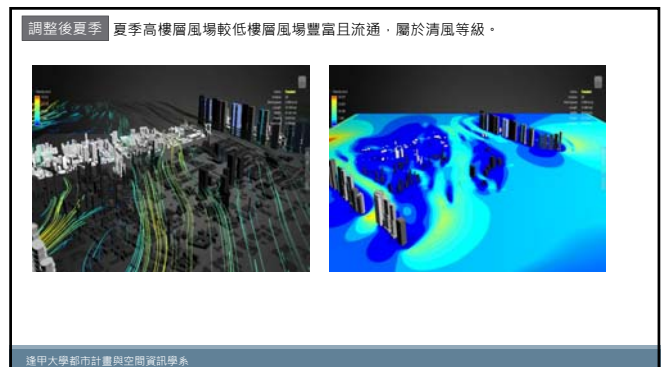 調整後夏季 夏季高樓層風場較低樓層風場豐富且流通，屬於清風等級。
逢甲大學都市計畫與空間資訊學系